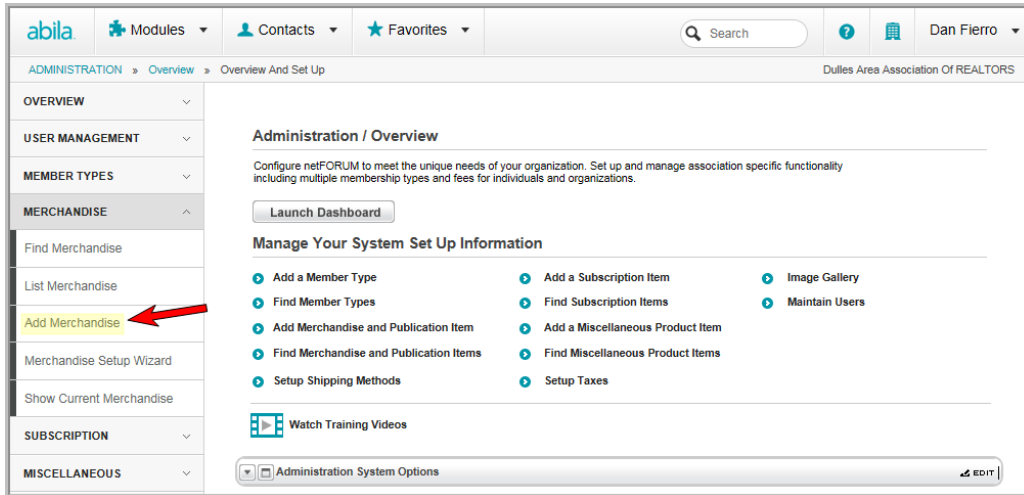 abila. Modules Contacts Favorites Search Dan Fierro
ADMINISTRATION » Overview » Overview And Set Up Dulles Area Association Of REALTORS
OVERVIEW
USER MANAGEMENT
MEMBER TYPES
MERCHANDISE
Find Merchandise
List Merchandise
Add Merchandise
Merchandise Setup Wizard
Show Current Merchandise
SUBSCRIPTION
MISCELLANEOUS
Administration / Overview
Configure netFORUM to meet the unique needs of your organization. Set up and manage association specific functionality
including multiple membership types and fees for individuals and organizations.
Launch Dashboard
Manage Your System Set Up Information
Add a Member Type Add a Subscription Item Image Gallery
Find Member Types Find Subscription Items Maintain Users
Add Merchandise and Publication Item Add a Miscellaneous Product Item
Find Merchandise and Publication Items Find Miscellaneous Product Items
Setup Shipping Methods Setup Taxes
Watch Training Videos
Administration System Options EDIT